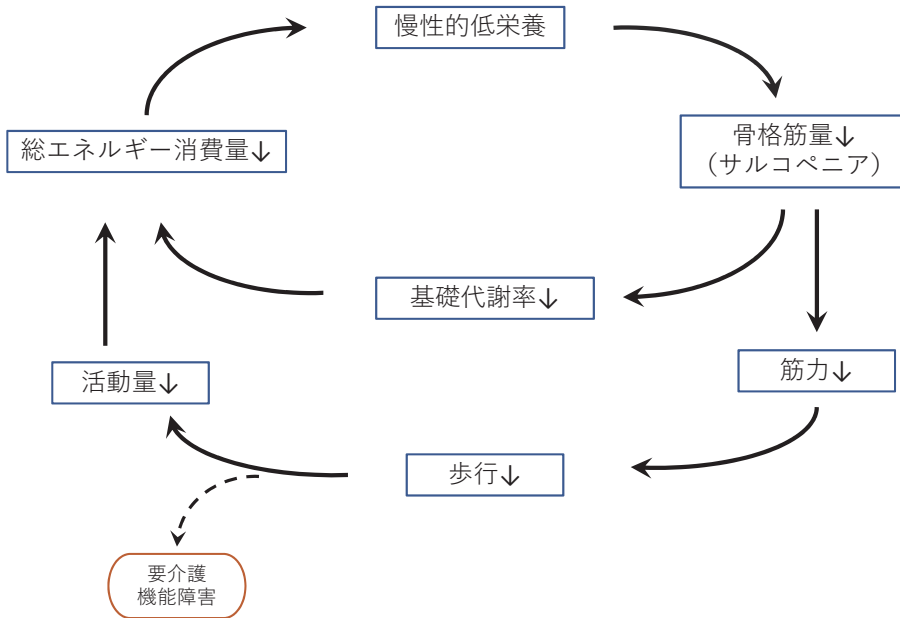 慢性的低栄養
総エネルギー消費量↓
骨格筋量↓
（サルコペニア）
基礎代謝率↓
筋力↓
活動量↓
歩行↓
要介護
機能障害